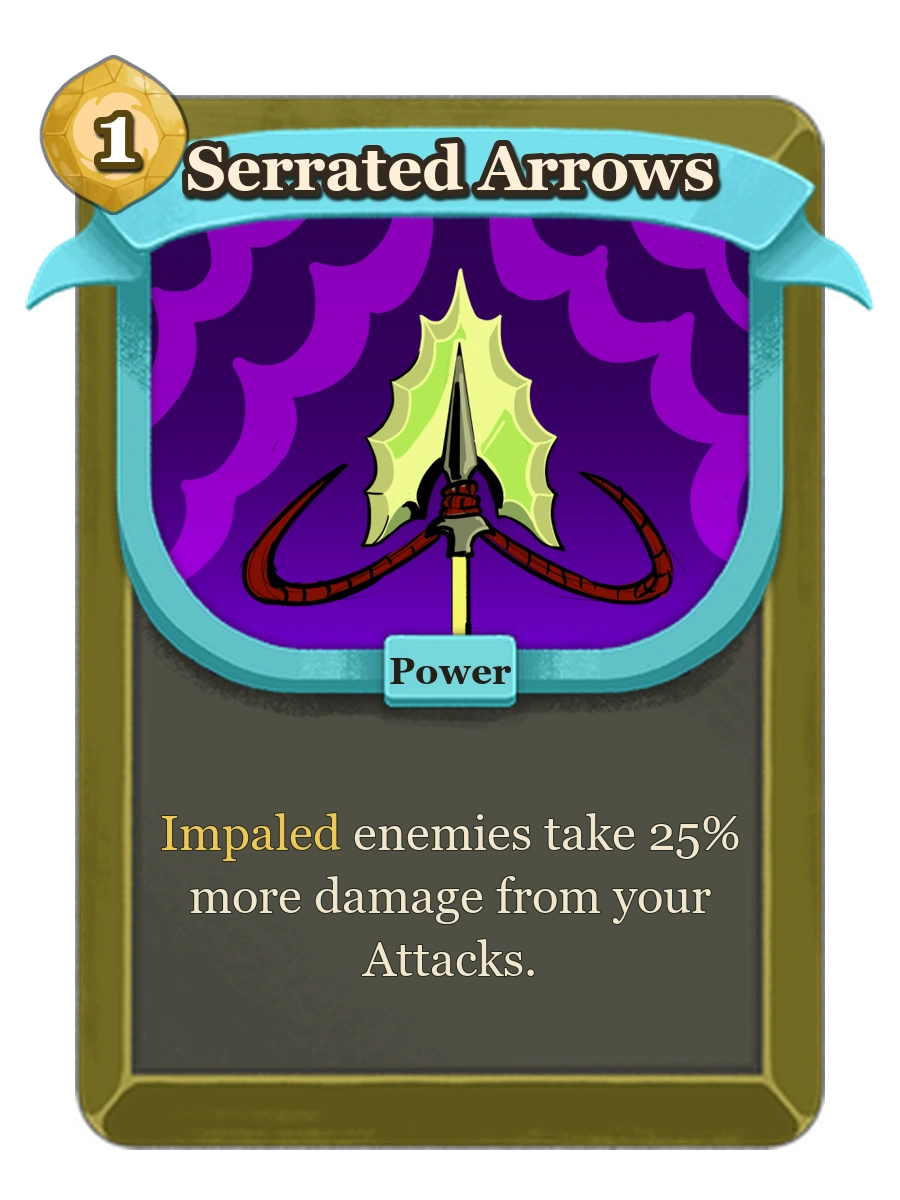 1
Serrated Arrows
Power
Impaled enemies take 25%
more damage from your
Attacks.